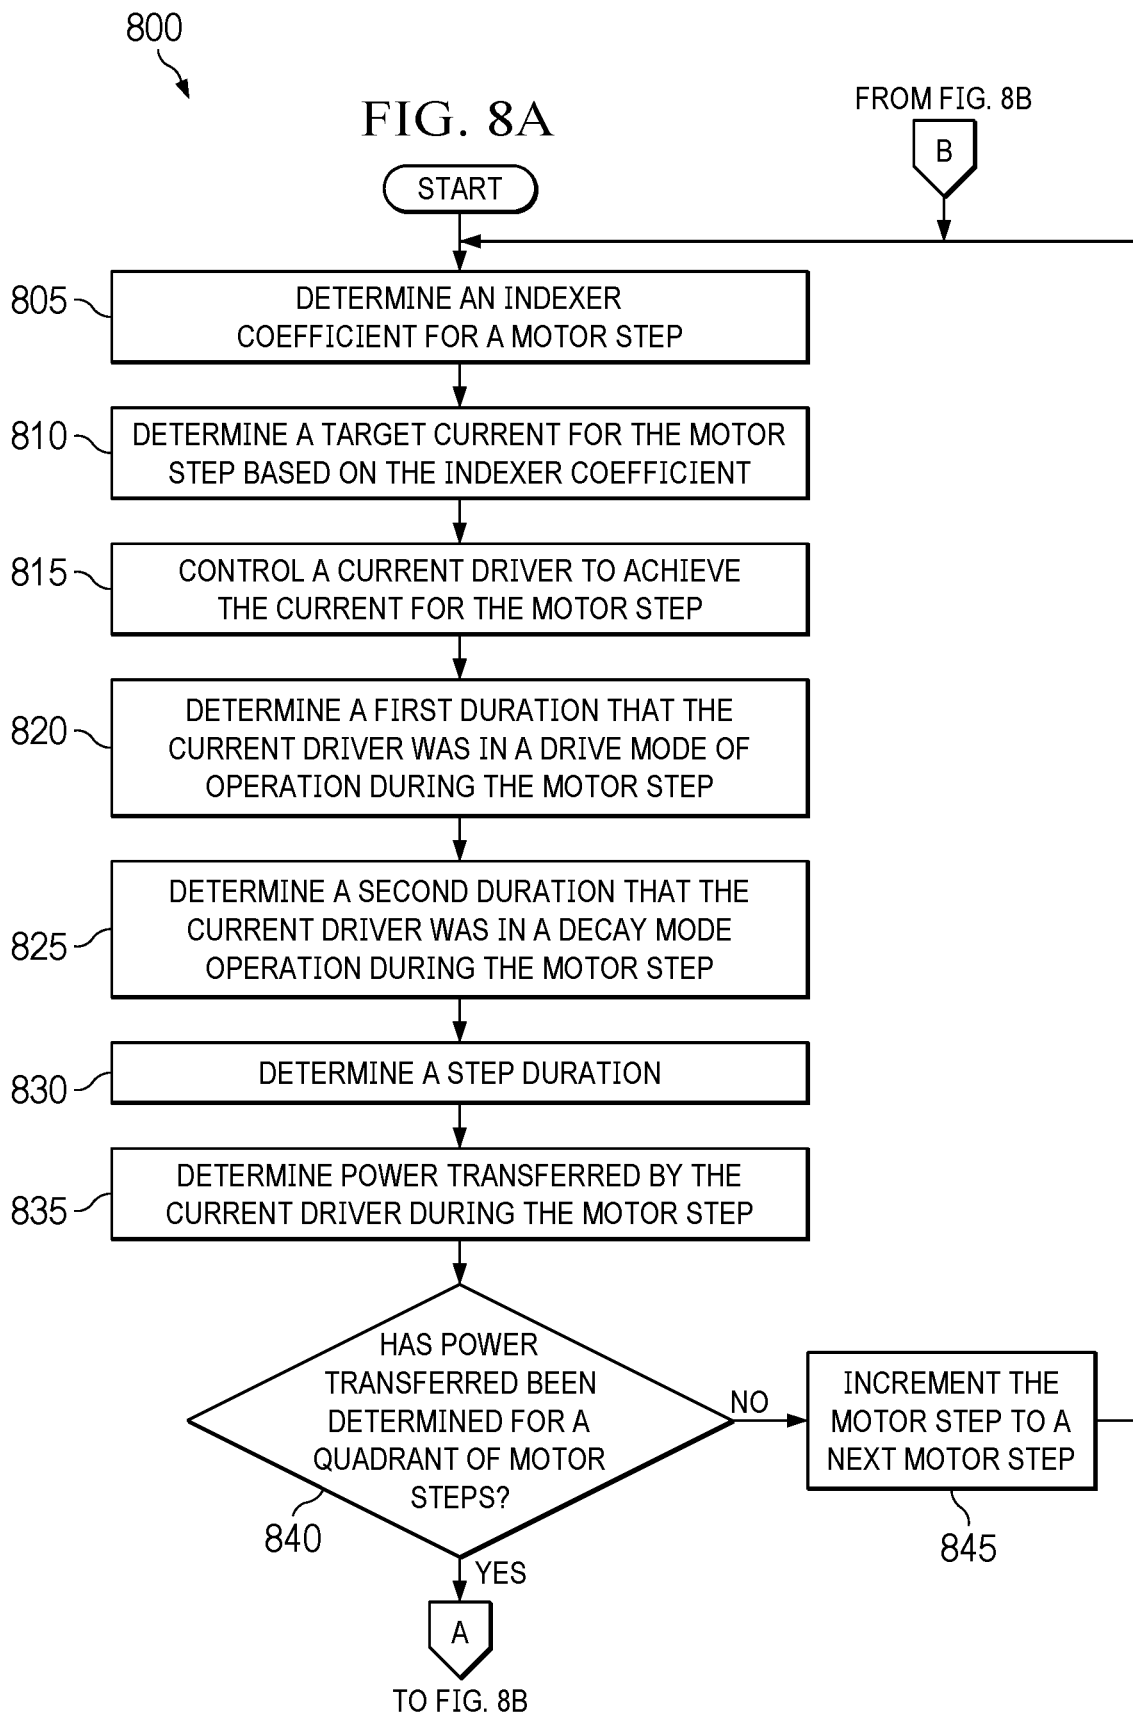 800
FIG. 8A
FROM FIG. 8B
B
START
805
DETERMINE AN INDEXER
COEFFICIENT FOR A MOTOR STEP
810
DETERMINE A TARGET CURRENT FOR THE MOTOR
STEP BASED ON THE INDEXER COEFFICIENT
815
CONTROL A CURRENT DRIVER TO ACHIEVE
THE CURRENT FOR THE MOTOR STEP
820
DETERMINE A FIRST DURATION THAT THE
CURRENT DRIVER WAS IN A DRIVE MODE OF
OPERATION DURING THE MOTOR STEP
825
DETERMINE A SECOND DURATION THAT THE
CURRENT DRIVER WAS IN A DECAY MODE
OPERATION DURING THE MOTOR STEP
830
DETERMINE A STEP DURATION
835
DETERMINE POWER TRANSFERRED BY THE
CURRENT DRIVER DURING THE MOTOR STEP
HAS POWER
TRANSFERRED BEEN
DETERMINED FOR A
QUADRANT OF MOTOR
STEPS?
840
NO
INCREMENT THE
MOTOR STEP TO A
NEXT MOTOR STEP
845
YES
A
TO FIG. 8B